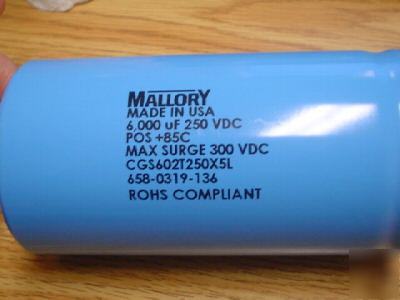 MALLORY
MADE IN USA
6,000 uF 250 VDC
POS +85C
MAX SURGE 300 VDC
CGS602T250X5L
658-0319-136
ROHS COMPLIANT